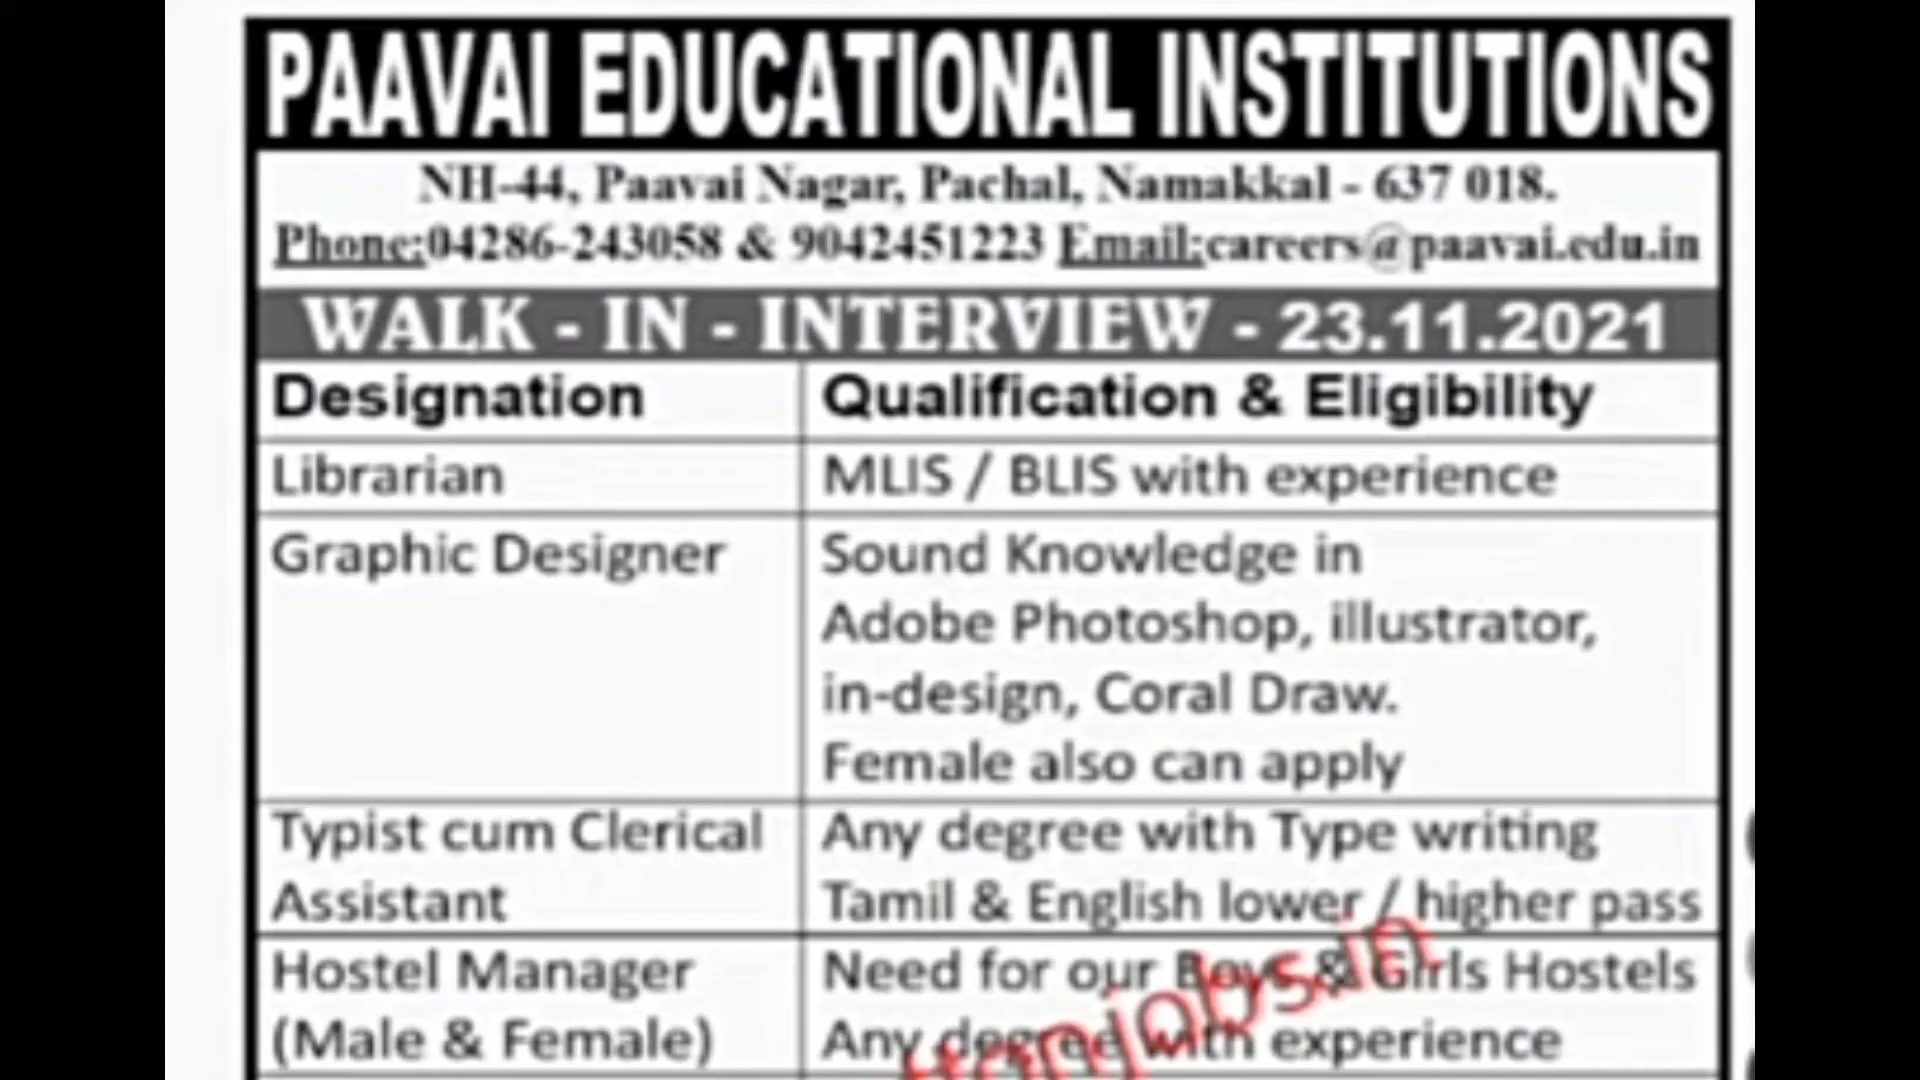 PAAVAI EDUCATIONAL INSTITUTIONS
NH-44, Paavai Nagar, Pachal, Namakkal - 637 018.
Phone:04286-243058 & 9042451223 Email:careers@paavai.edu.in
WALK - IN - INTERVIEW - 23.11.2021
Designation Qualification & Eligibility
Librarian MLIS / BLIS with experience
Graphic Designer Sound Knowledge in
Adobe Photoshop, illustrator,
in-design, Coral Draw.
Female also can apply
Typist cum Clerical Any degree with Type writing
Assistant Tamil & English lower / higher pass
Hostel Manager Need for our Boys & Girls Hostels
(Male & Female) Any degree with experience